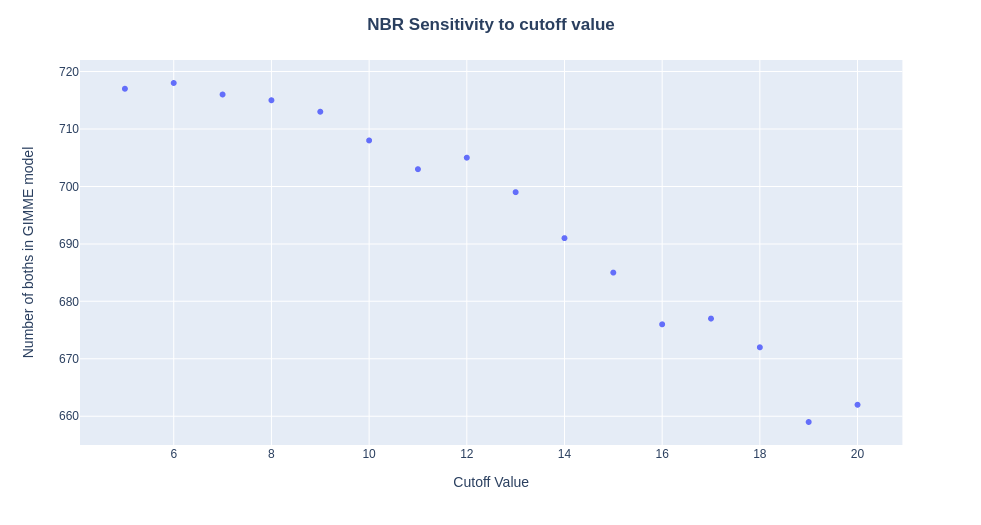 NBR Sensitivity to cutoff value
720
710
700
690
680
670
660
Number of boths in GIMME model
6 8 10 12 14 16 18 20
Cutoff Value